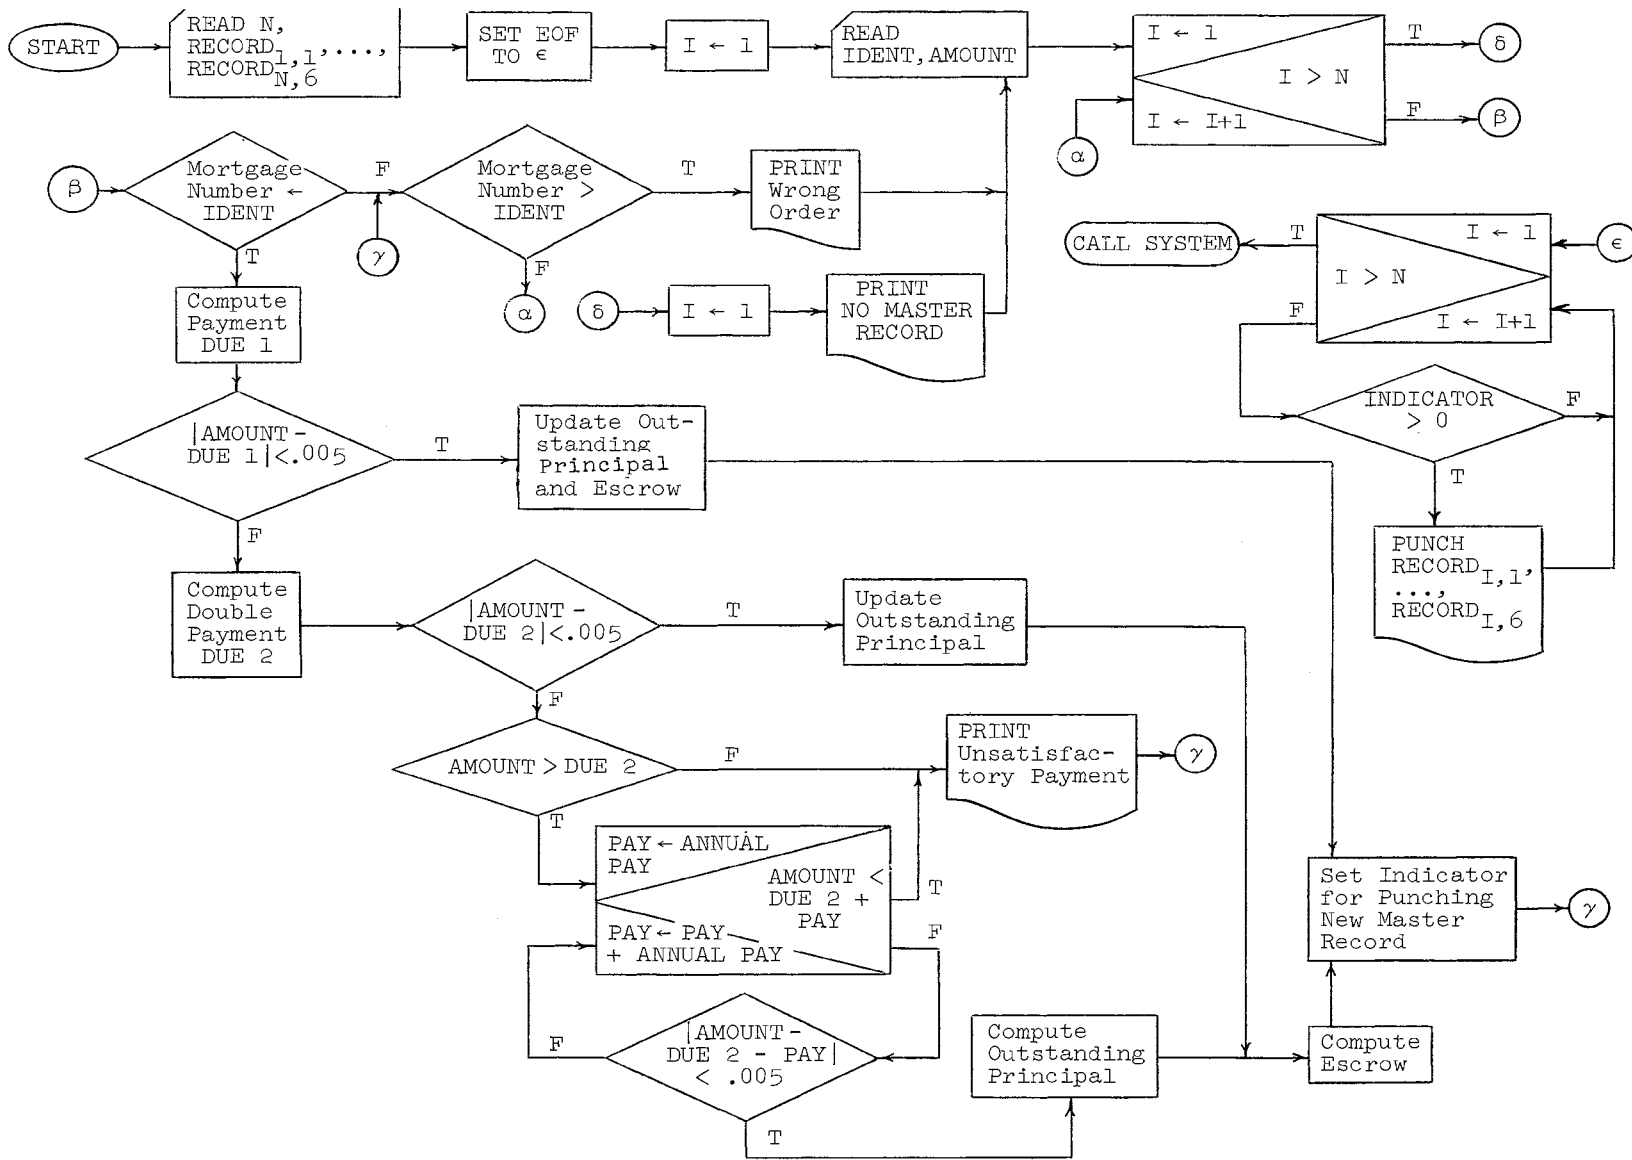 START
READ N,
RECORD1,1,...,
RECORDN,6
SET EOF
TO ϵ
I ← 1
READ
IDENT, AMOUNT
I ← 1
I > N
I ← I+1
T
δ
F
β
α
β
Mortgage
Number ←
IDENT
F
γ
T
Mortgage
Number >
IDENT
T
F
α
PRINT
Wrong
Order
δ
I ← 1
PRINT
NO MASTER
RECORD
CALL SYSTEM
T
I ← 1
I > N
I ← I+1
ϵ
F
INDICATOR
> 0
F
T
PUNCH
RECORDI,1,
...,
RECORDI,6
Compute
Payment
DUE 1
|AMOUNT-
DUE 1|<.005
T
F
Update Out-
standing
Principal
and Escrow
Compute
Double
Payment
DUE 2
|AMOUNT-
DUE 2|<.005
T
F
Update
Outstanding
Principal
AMOUNT > DUE 2
F
T
PRINT
Unsatisfac-
tory Payment
γ
PAY ← ANNUAL
PAY
AMOUNT <
DUE 2 +
PAY
PAY ← PAY
+ ANNUAL PAY
T
F
|AMOUNT-
DUE 2 - PAY|
< .005
F
T
Compute
Outstanding
Principal
Compute
Escrow
Set Indicator
for Punching
New Master
Record
γ